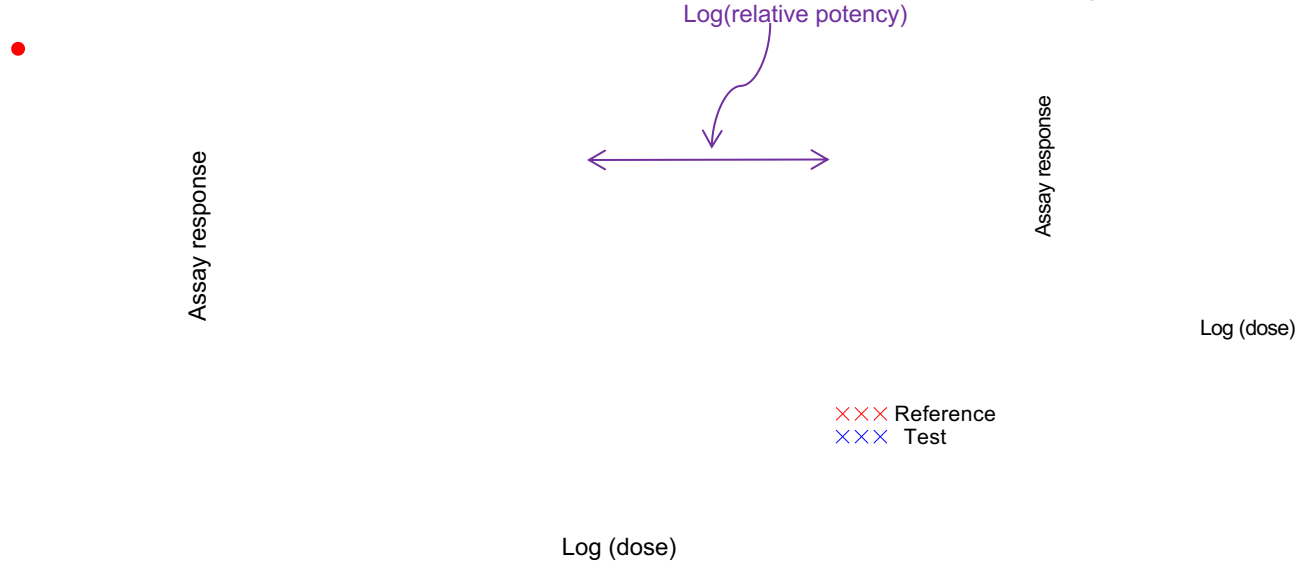 Log(relative potency)
Assay response
Assay response
Log (dose)
Reference
Test
Log (dose)